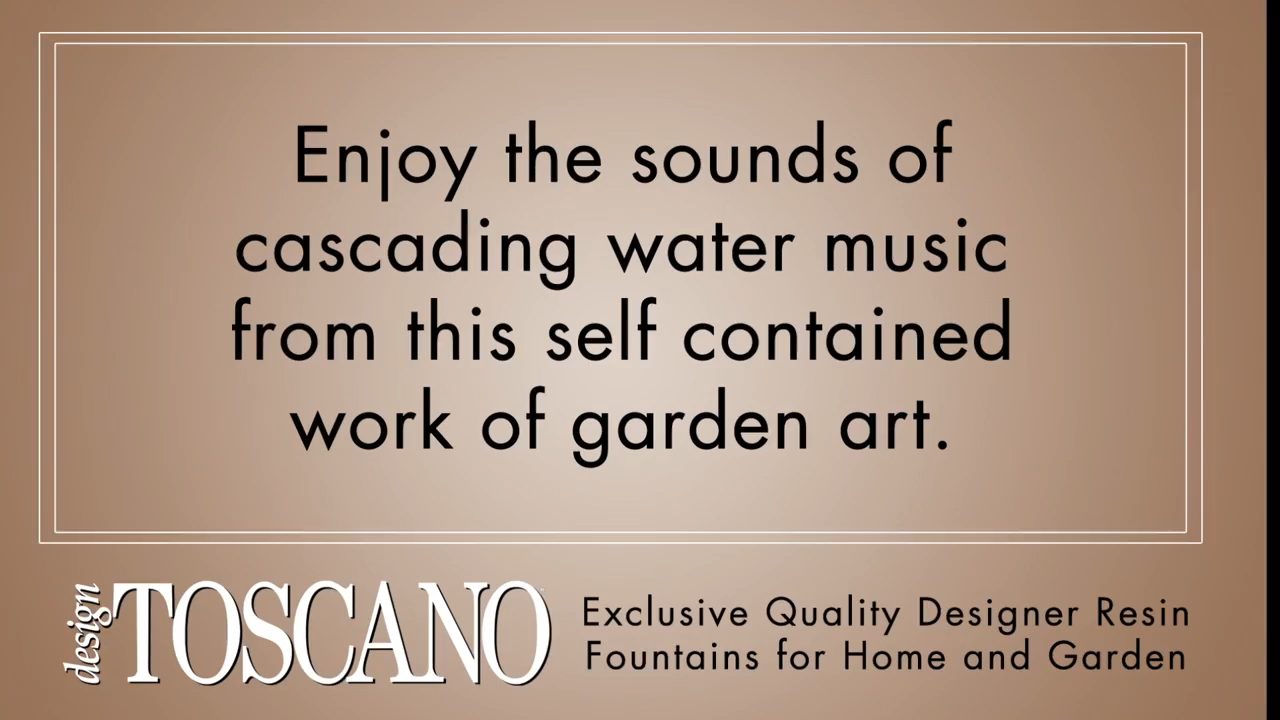 Enjoy the sounds of
cascading water music
from this self contained
work of garden art.
design TOSCANO
Exclusive Quality Designer Resin
Fountains for Home and Garden